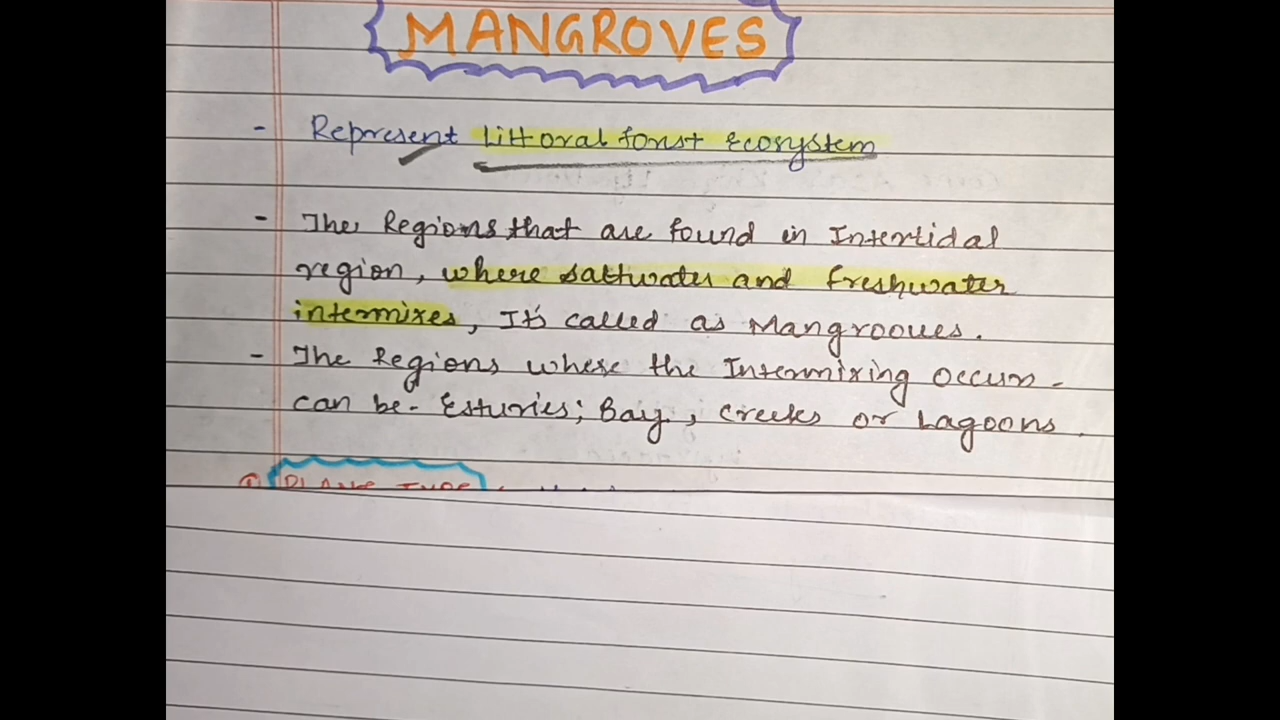 MANGROVES
- Represent Littoral forest Ecosystem
- The Regions that are found in Intertidal
region, where saltwater and freshwater
intermixes, It's called as Mangrooves.
- The Regions where the Intermixing occurs -
can be - Esturies; Bay, Creeks or Lagoons.